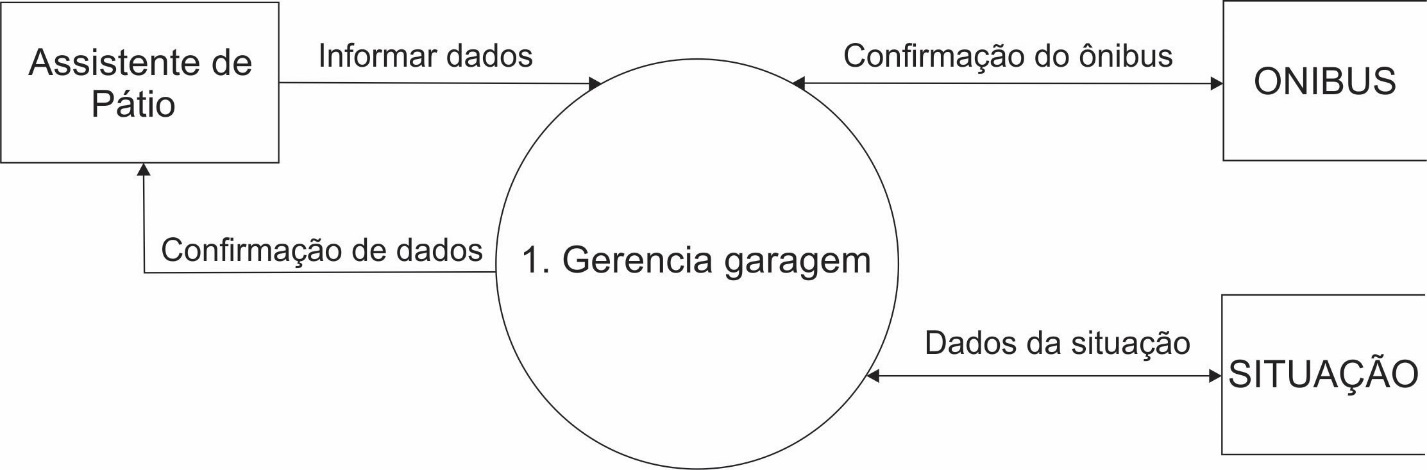 Assistente de
Pátio
Informar dados
Confirmação do ônibus
ONIBUS
Confirmação de dados
1. Gerencia garagem
Dados da situação
SITUAÇÃO